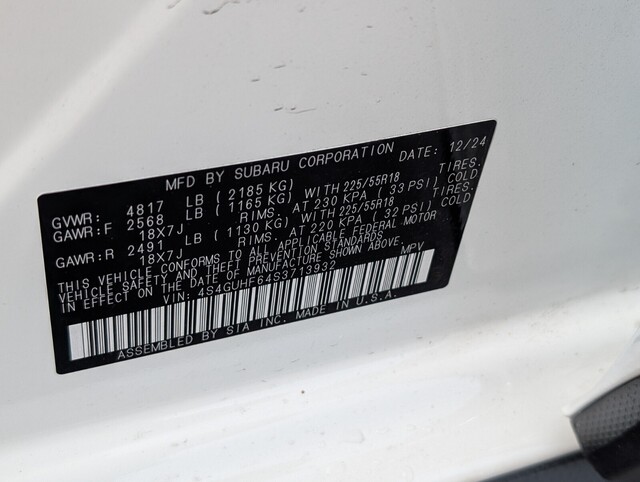 MFD BY SUBARU CORPORATION DATE: 12/24
GVWR: 4817 LB (2185 KG)
GAWR:F 2568 LB (1165 KG) WITH 225/55R18 TIRES.
18X7J RIMS. AT 230 KPA (33 PSI) COLD
GAWR:R 2491 LB (1130 KG) WITH 225/55R18 TIRES.
18X7J RIMS. AT 220 KPA (32 PSI) COLD
THIS VEHICLE CONFORMS TO ALL APPLICABLE FEDERAL MOTOR
VEHICLE SAFETY AND THEFT PREVENTION STANDARDS
IN EFFECT ON THE DATE OF MANUFACTURE SHOWN ABOVE.
VIN: 4S4GUHF64S3713932 MPV
ASSEMBLED BY SIA INC. MADE IN U.S.A.